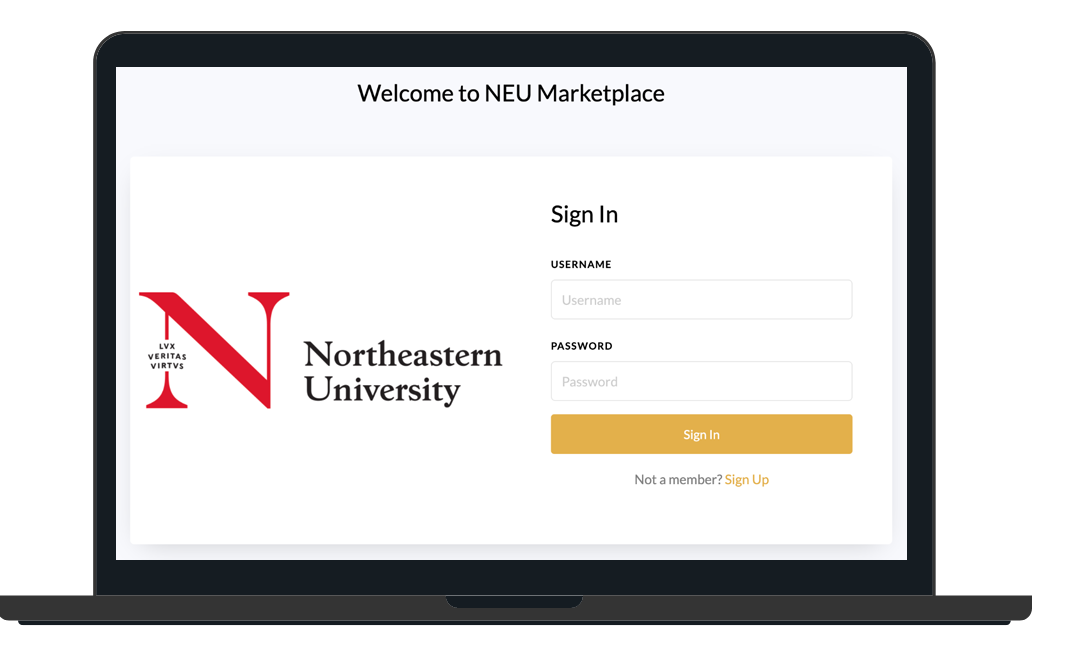 Welcome to NEU Marketplace
LVX
VERITAS
VIRTVS
Northeastern
University
Sign In
USERNAME
Username
PASSWORD
Password
Sign In
Not a member? Sign Up